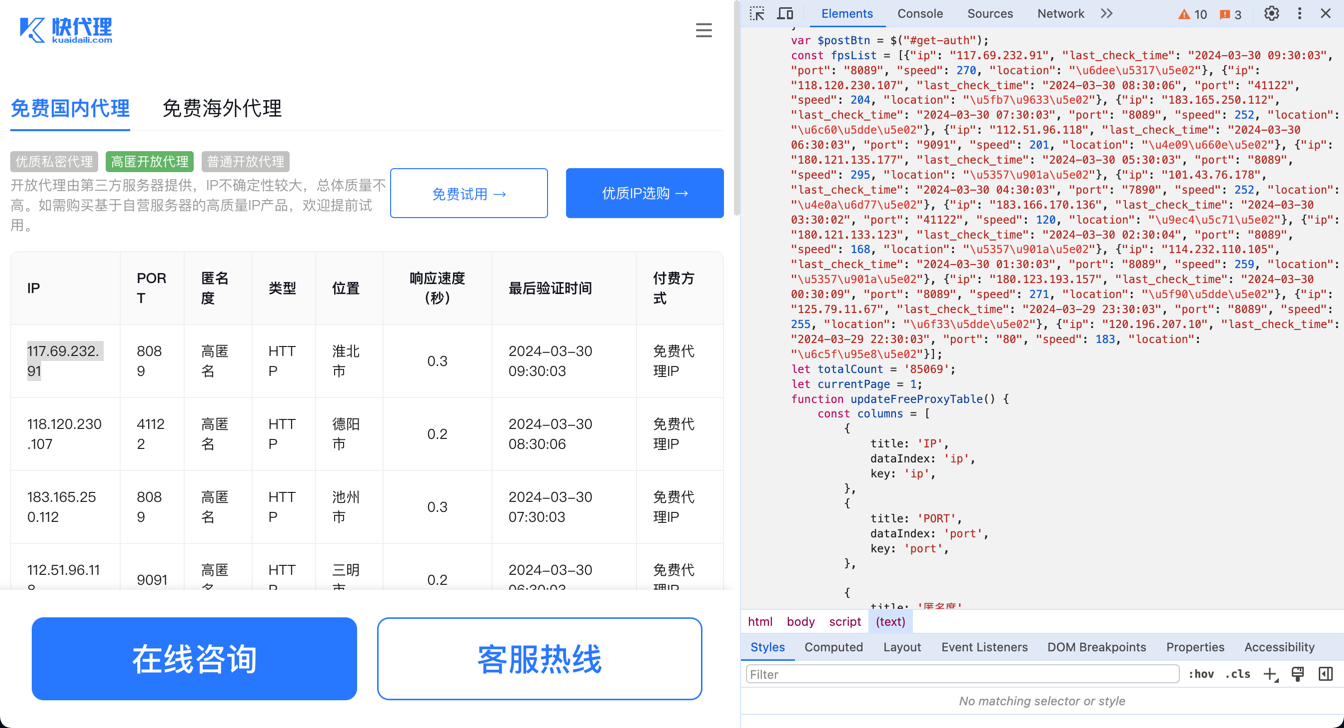 快代理
kuaidaili.com
免费国内代理
免费海外代理
优质私密代理
高匿开放代理
普通开放代理
开放代理由第三方服务器提供，IP不确定性较大，总体质量不
高。如需购买基于自营服务器的高质量IP产品，欢迎提前试
用。
免费试用 →
优质IP选购 →
IP
PORT
匿名度
类型
位置
响应速度（秒）
最后验证时间
付费方式
117.69.232.91
8089
高匿名
HTTP
淮北市
0.3
2024-03-30 09:30:03
免费代理IP
118.120.230.107
41122
高匿名
HTTP
德阳市
0.2
2024-03-30 08:30:06
免费代理IP
183.165.250.112
8089
高匿名
HTTP
池州市
0.3
2024-03-30 07:30:03
免费代理IP
112.51.96.118
9091
高匿名
HTTP
三明市
0.2
2024-03-30 06:30:03
免费代理IP
在线咨询
客服热线
Elements
Console
Sources
Network
10
3
}
var $postBtn = $("#get-auth");
const fpsList = [{"ip": "117.69.232.91", "last_check_time": "2024-03-30 09:30:03",
"port": "8089", "speed": 270, "location": "\u6dee\u5317\u5e02"}, {"ip":
"118.120.230.107", "last_check_time": "2024-03-30 08:30:06", "port": "41122",
"speed": 204, "location": "\u5fb7\u9633\u5e02"}, {"ip": "183.165.250.112",
"last_check_time": "2024-03-30 07:30:03", "port": "8089", "speed": 252, "location":
"\u6c60\u5dde\u5e02"}, {"ip": "112.51.96.118", "last_check_time": "2024-03-30
06:30:03", "port": "9091", "speed": 201, "location": "\u4e09\u660e\u5e02"}, {"ip":
"180.121.135.177", "last_check_time": "2024-03-30 05:30:03", "port": "8089",
"speed": 295, "location": "\u5357\u901a\u5e02"}, {"ip": "101.43.76.178",
"last_check_time": "2024-03-30 04:30:03", "port": "7890", "speed": 252, "location":
"\u4e0a\u6d77\u5e02"}, {"ip": "183.166.170.136", "last_check_time": "2024-03-30
03:30:02", "port": "41122", "speed": 120, "location": "\u9ec4\u5c71\u5e02"}, {"ip":
"180.121.133.123", "last_check_time": "2024-03-30 02:30:04", "port": "8089",
"speed": 168, "location": "\u5357\u901a\u5e02"}, {"ip": "114.232.110.105",
"last_check_time": "2024-03-30 01:30:03", "port": "8089", "speed": 259, "location":
"\u5357\u901a\u5e02"}, {"ip": "180.123.193.157", "last_check_time": "2024-03-30
00:30:09", "port": "8089", "speed": 271, "location": "\u5f90\u5dde\u5e02"}, {"ip":
"125.79.11.67", "last_check_time": "2024-03-29 23:30:03", "port": "8089", "speed":
255, "location": "\u6f33\u5dde\u5e02"}, {"ip": "120.196.207.10", "last_check_time":
"2024-03-29 22:30:03", "port": "80", "speed": 183, "location":
"\u6c5f\u95e8\u5e02"}];
let totalCount = '85069';
let currentPage = 1;
function updateFreeProxyTable() {
const columns = [
{
title: 'IP',
dataIndex: 'ip',
key: 'ip',
},
{
title: 'PORT',
dataIndex: 'port',
key: 'port',
},
{
title: '匿名度'
html
body
script
(text)
Styles
Computed
Layout
Event Listeners
DOM Breakpoints
Properties
Accessibility
Filter
:hov
.cls
No matching selector or style